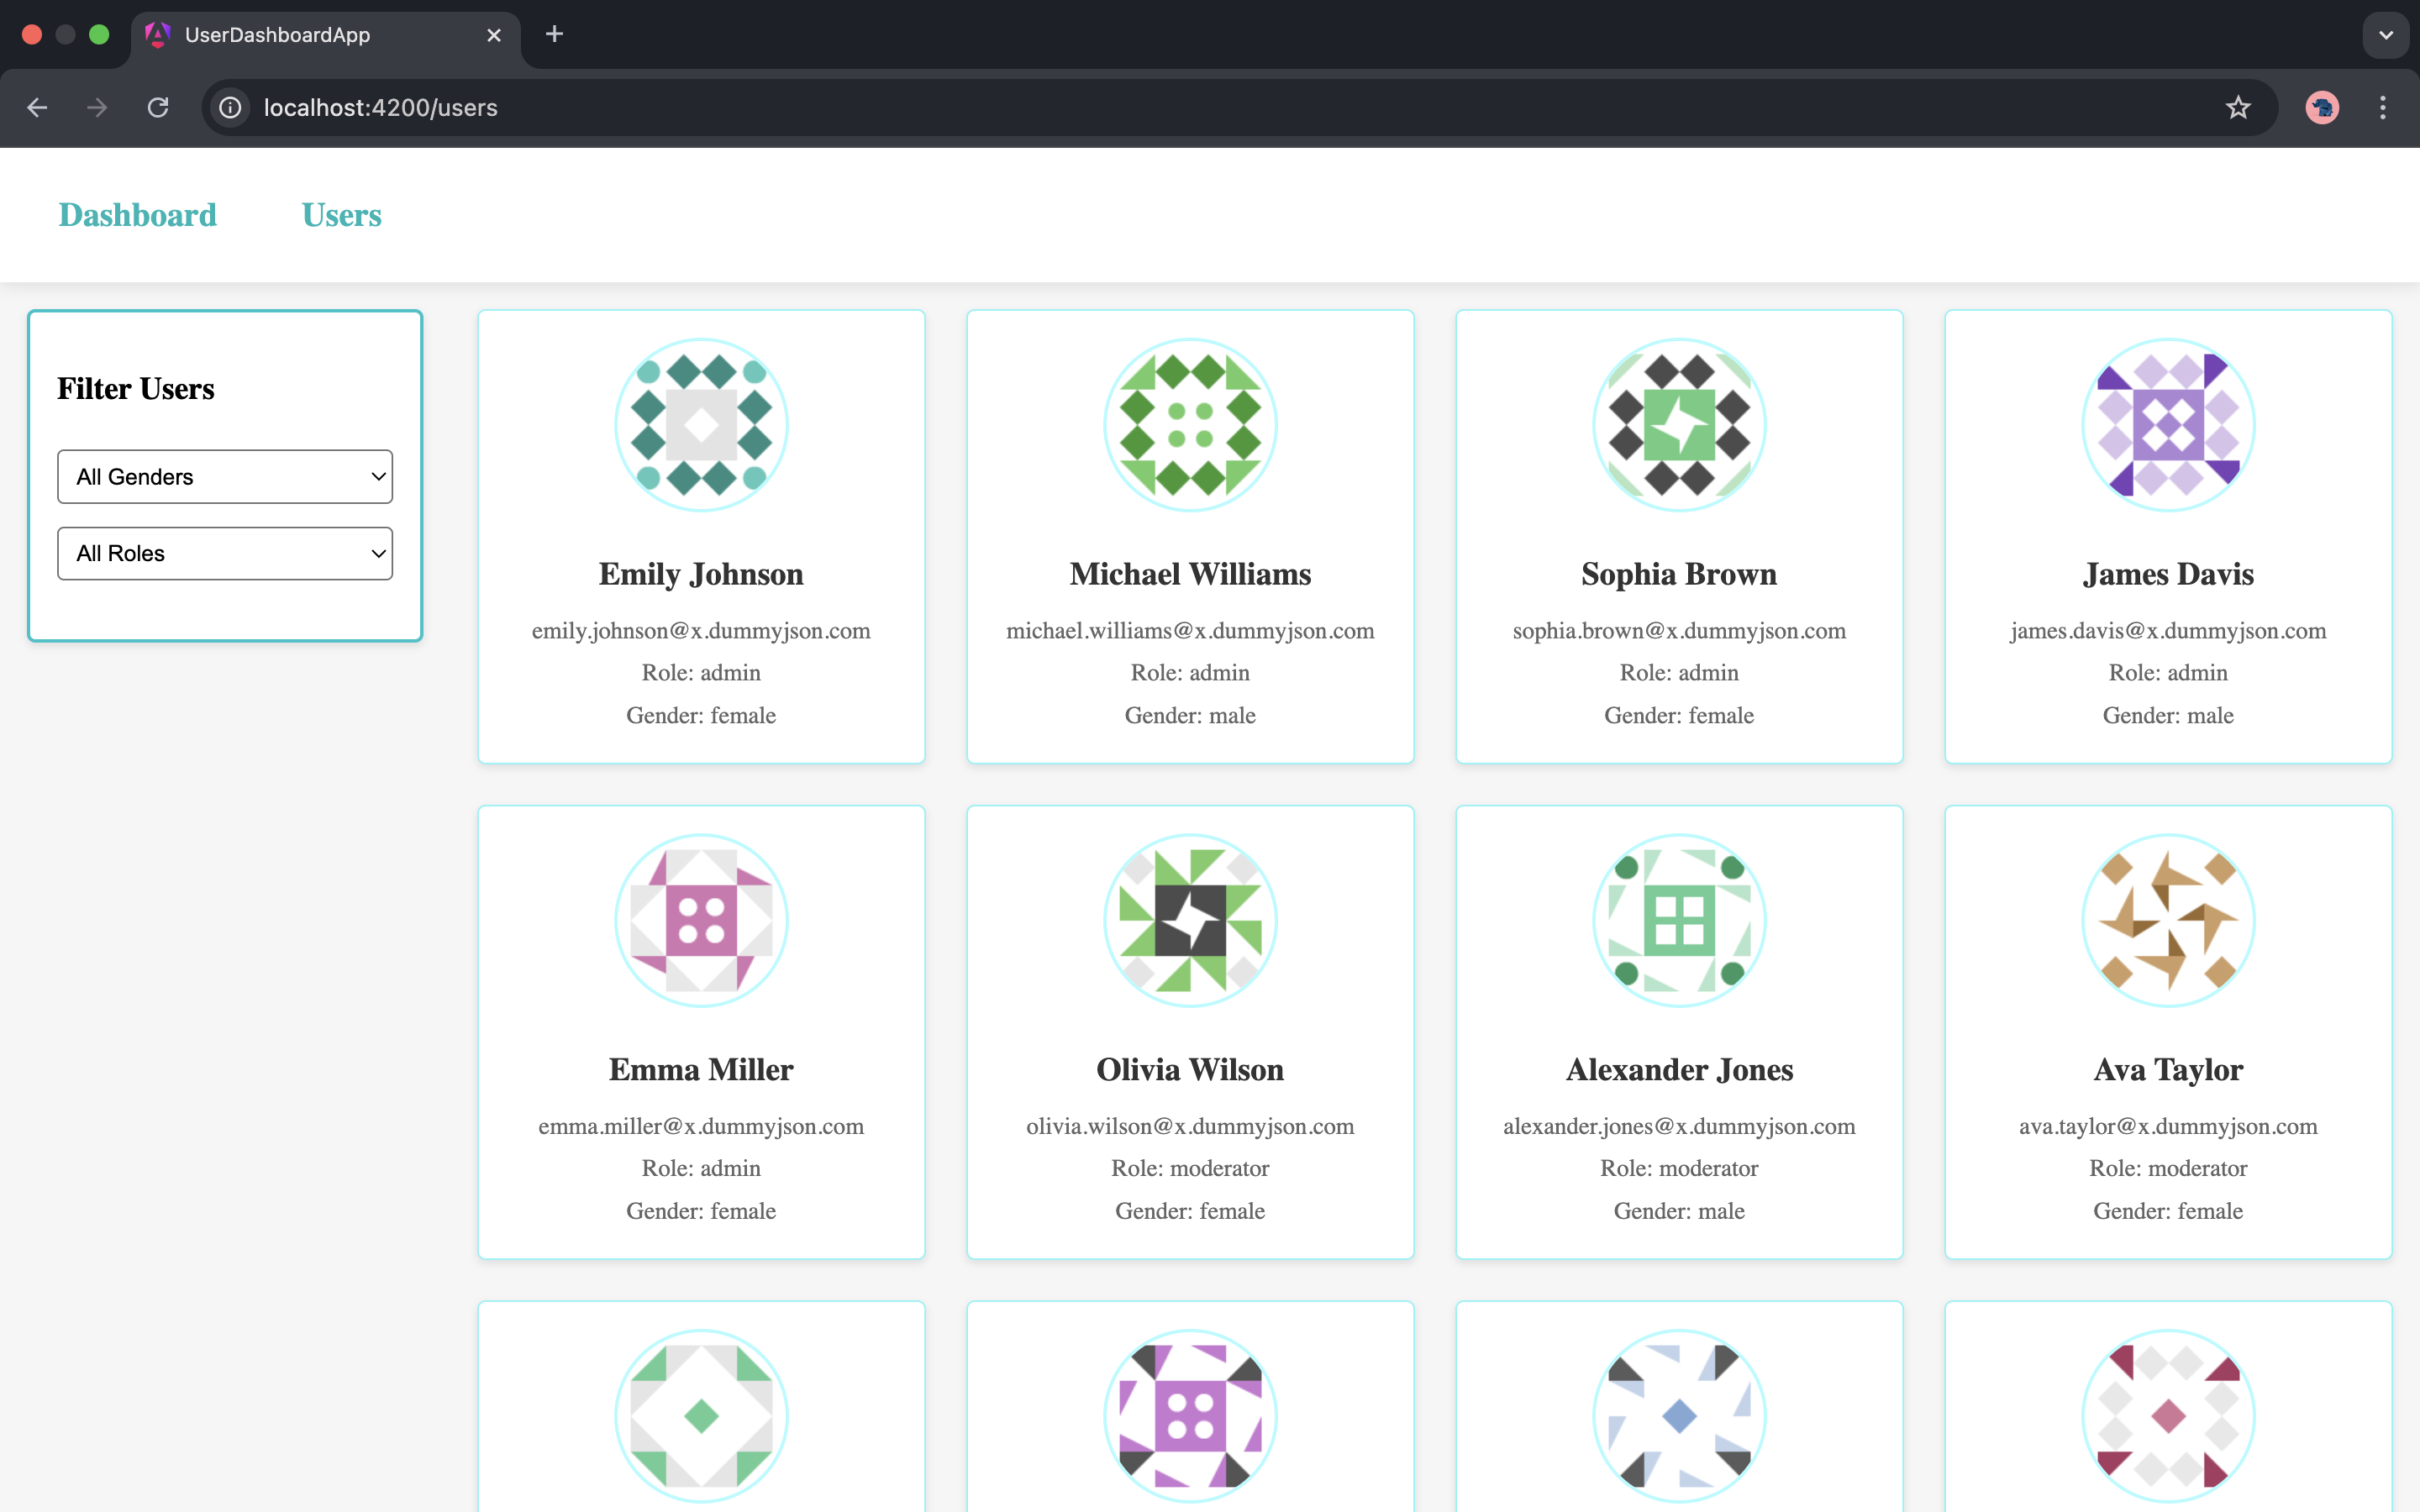 UserDashboardApp
localhost:4200/users
Dashboard Users
Filter Users
All Genders
All Roles
Emily Johnson
emily.johnson@x.dummyjson.com
Role: admin
Gender: female
Michael Williams
michael.williams@x.dummyjson.com
Role: admin
Gender: male
Sophia Brown
sophia.brown@x.dummyjson.com
Role: admin
Gender: female
James Davis
james.davis@x.dummyjson.com
Role: admin
Gender: male
Emma Miller
emma.miller@x.dummyjson.com
Role: admin
Gender: female
Olivia Wilson
olivia.wilson@x.dummyjson.com
Role: moderator
Gender: female
Alexander Jones
alexander.jones@x.dummyjson.com
Role: moderator
Gender: male
Ava Taylor
ava.taylor@x.dummyjson.com
Role: moderator
Gender: female